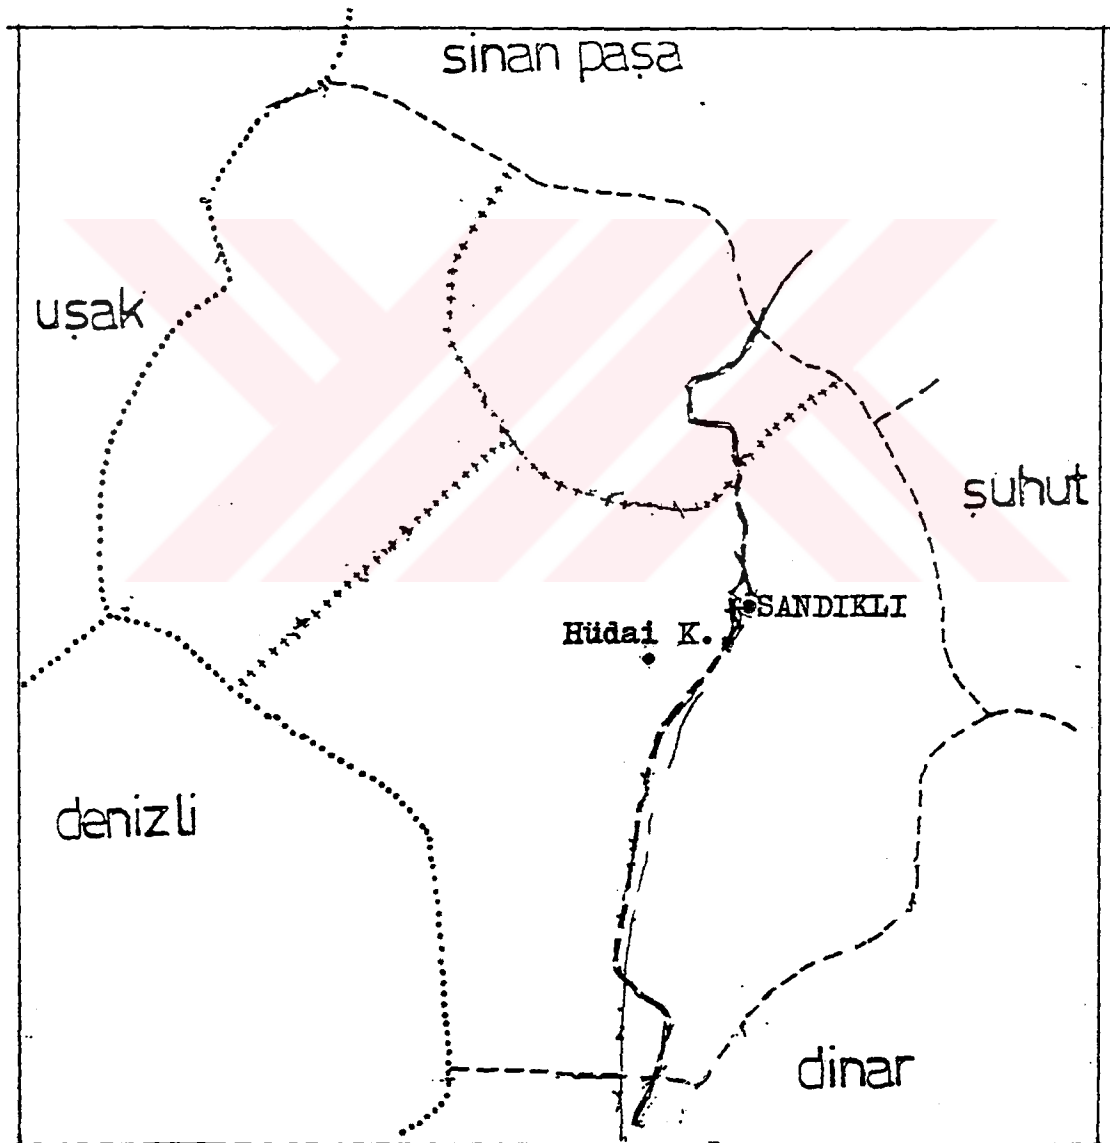 sinan paşa
uşak
şuhut
SANDIKLI
Hüdai K.
denizli
dinar